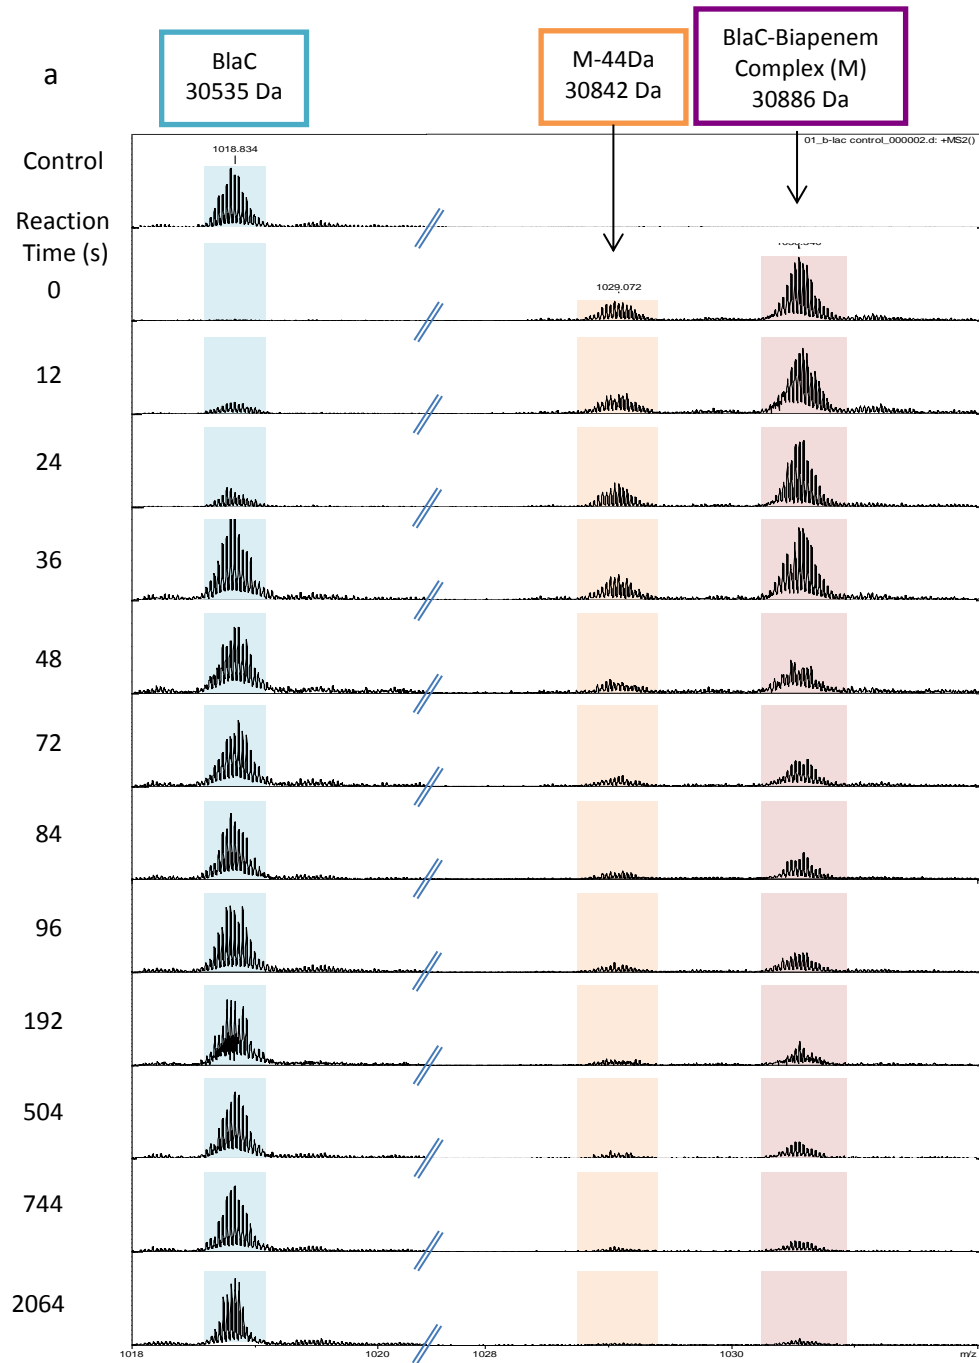 a
BlaC
30535 Da
M-44Da
30842 Da
BlaC-Biapenem
Complex (M)
30886 Da
01_b-lac control_000002.d: +MS2()
Control
1018.834
Reaction
Time (s)
0
1029.072
12
24
36
48
72
84
96
192
504
744
2064
1018
1020
1028
1030
m/z